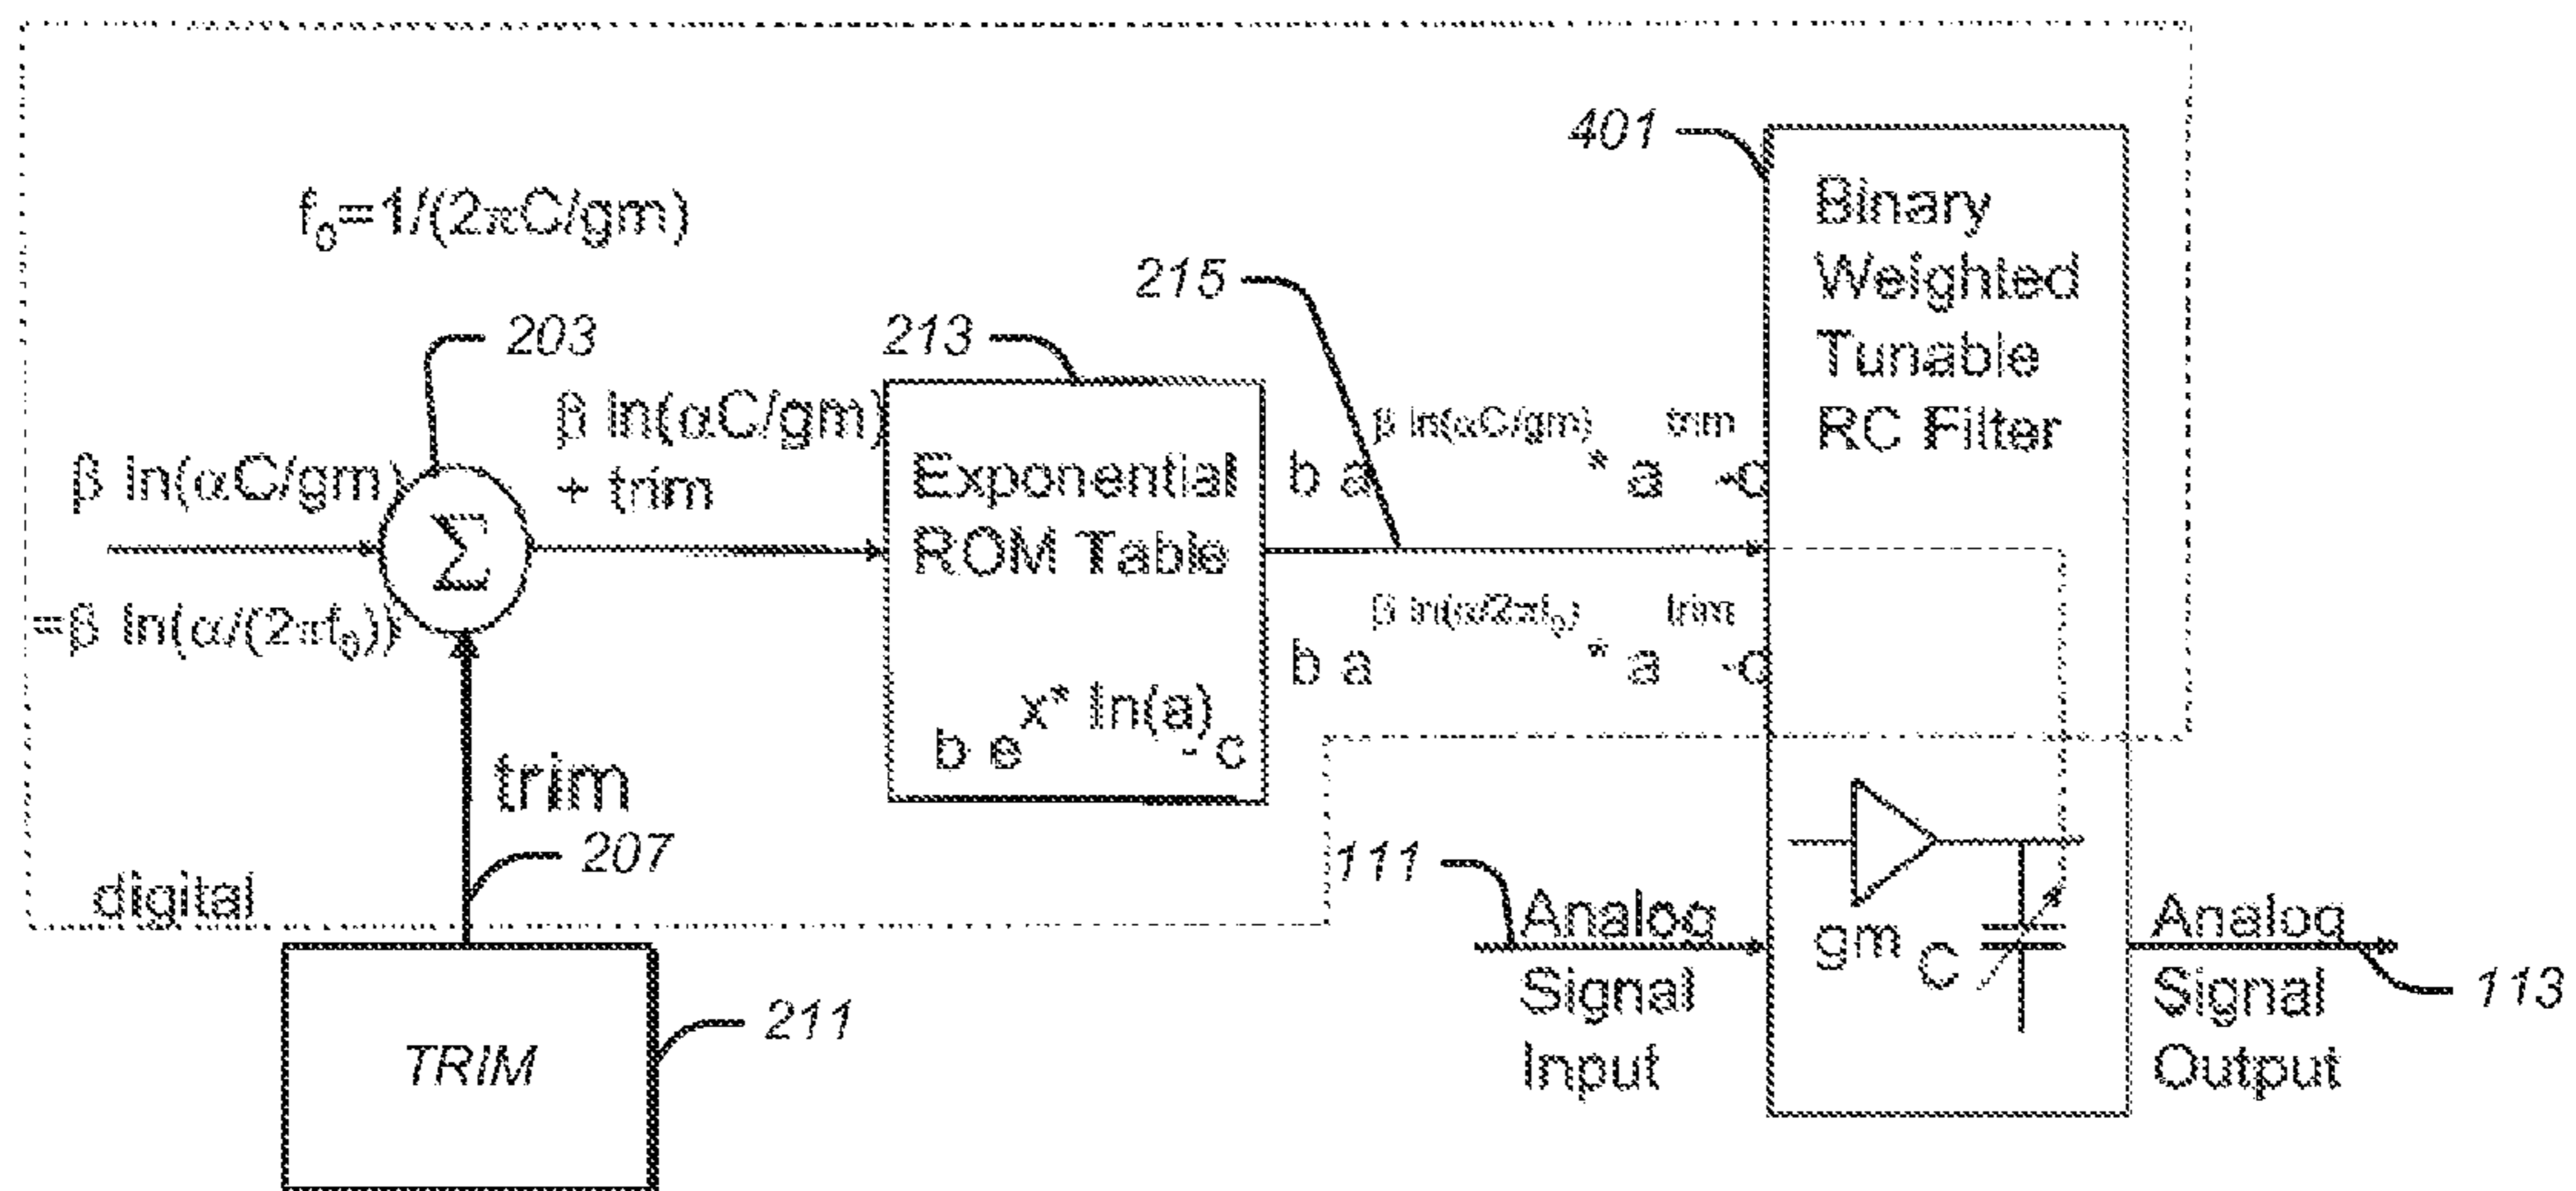 401
Binary
Weighted
Tunable
RC Filter
f₀=1/(2πC/gm)
215
203
213
β ln(αC/gm)
=β ln(α/(2πf₀))
Σ
β ln(αC/gm)
+ trim
Exponential
ROM Table
b e^x* ln(a) - c
b a^β ln(αC/gm) * a^trim -c
b a^β ln(α/2πf₀) * a^trim -c
trim
207
digital
TRIM
211
111
Analog
Signal
Input
gm
C
Analog
Signal
Output
113